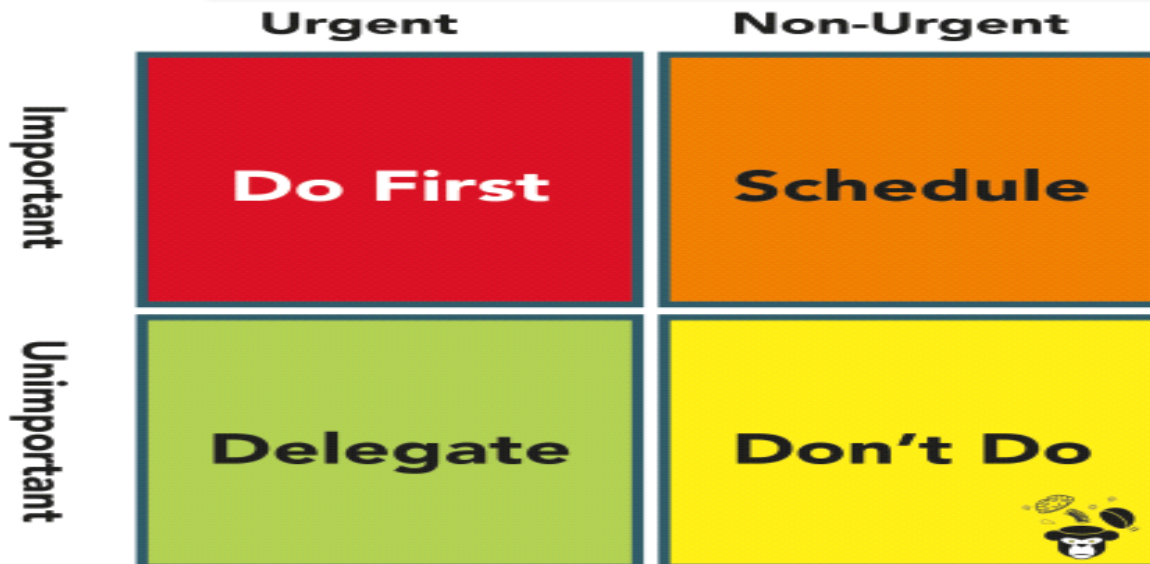 Urgent
Non-Urgent
Important
Do First
Schedule
Unimportant
Delegate
Don’t Do